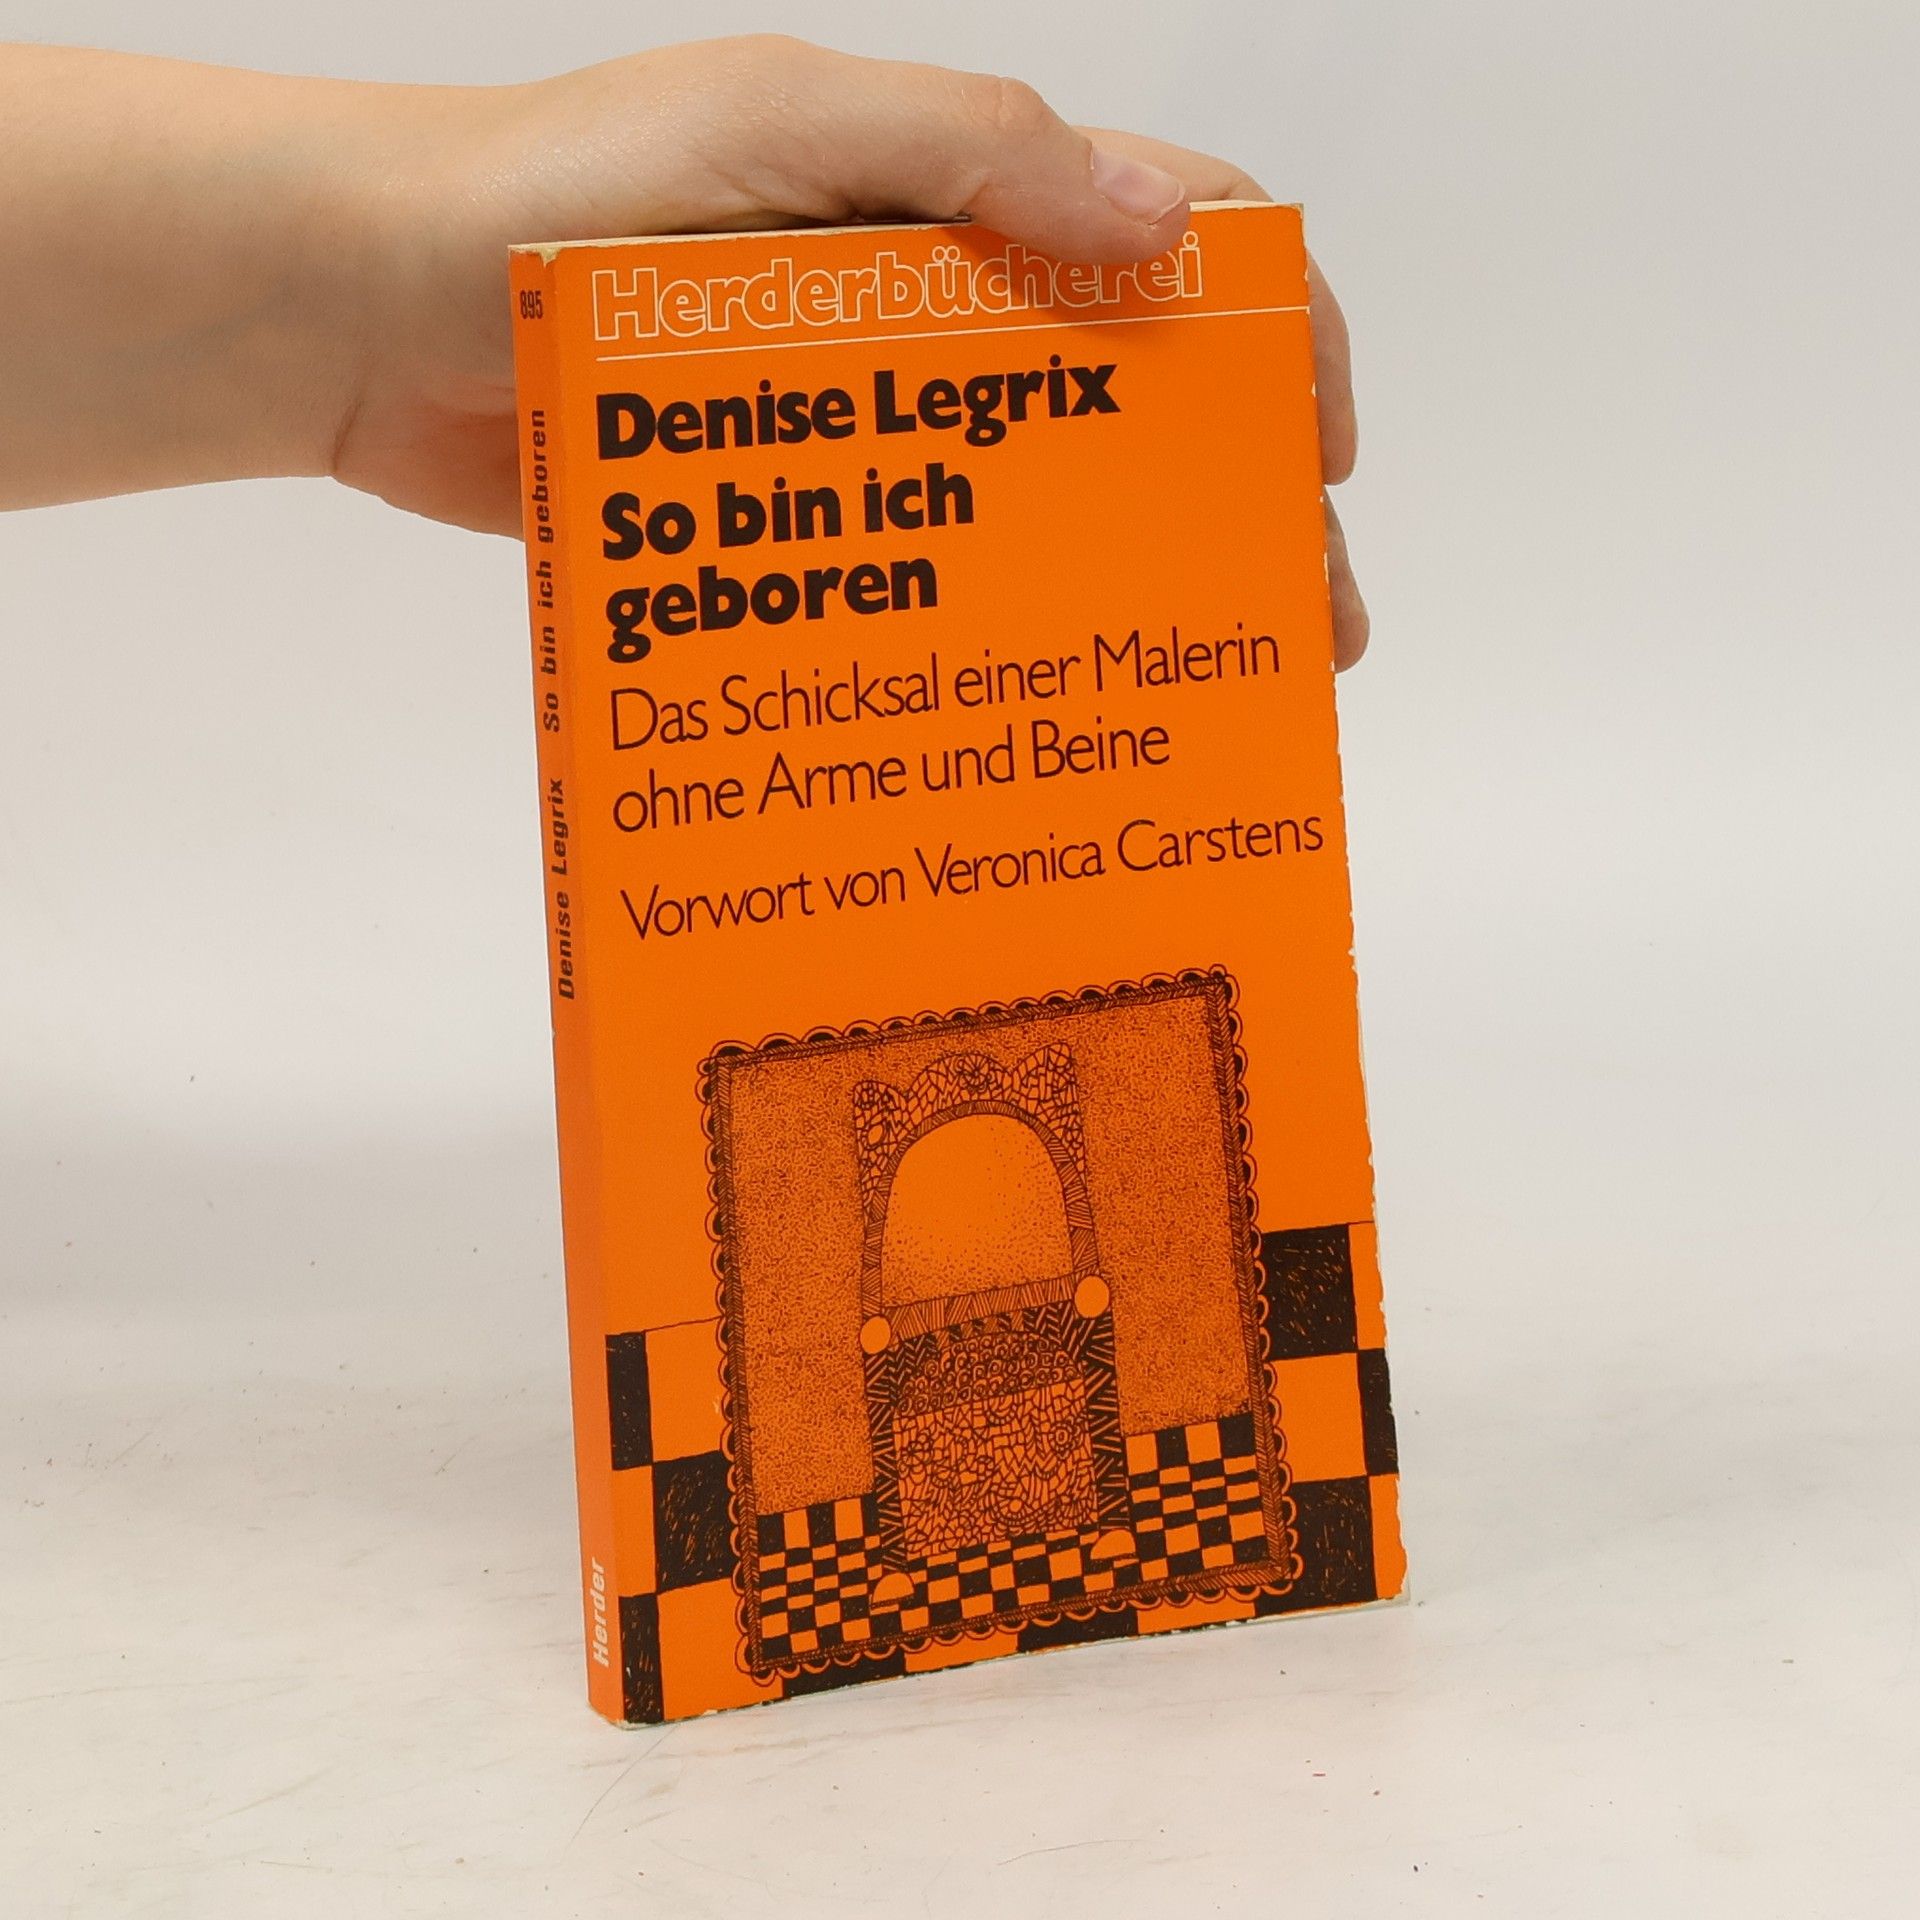 Herderbücherei
Denise Legrix
So bin ich
geboren
Das Schicksal einer Malerin
ohne Arme und Beine
Vorwort von Veronica Carstens
895
Denise Legrix So bin ich geboren
Herder